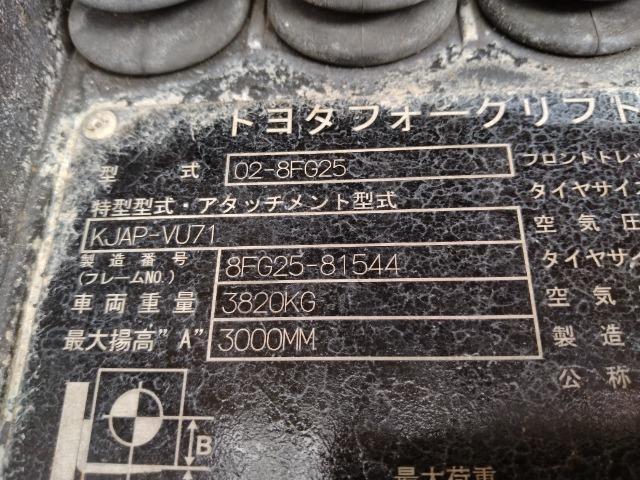 トヨタフォークリフト
型 式 02-8FG25 フロントトレ
特型型式・アタッチメント型式 タイヤサイ
KJAP-VU71 空気圧
製造番号 (フレームNO.) 8FG25-81544 タイヤサイ
車両重量 3820KG 空気
最大揚高"A" 3000MM 製造
公称
B
最大荷重